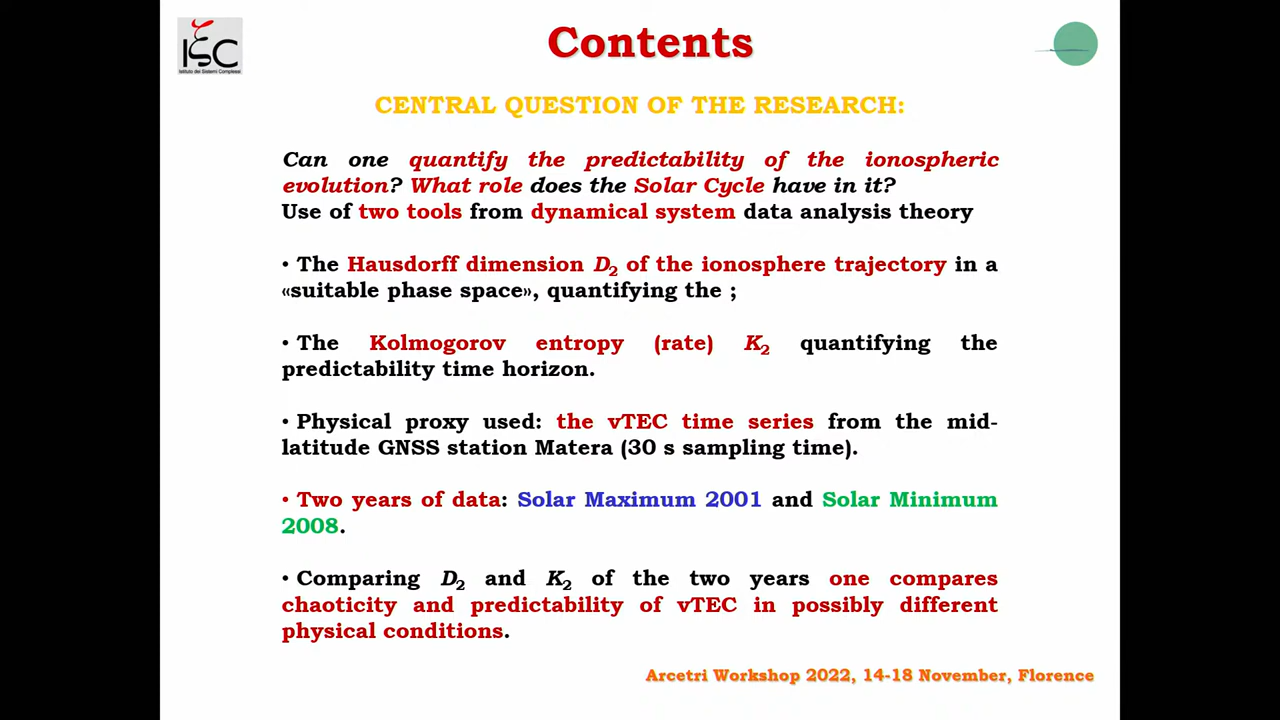 ISC
Istituto dei Sistemi Complessi
Contents
CENTRAL QUESTION OF THE RESEARCH:
Can one quantify the predictability of the ionospheric
evolution? What role does the Solar Cycle have in it?
Use of two tools from dynamical system data analysis theory
• The Hausdorff dimension D₂ of the ionosphere trajectory in a
«suitable phase space», quantifying the ;
• The Kolmogorov entropy (rate) K₂ quantifying the
predictability time horizon.
• Physical proxy used: the vTEC time series from the mid-
latitude GNSS station Matera (30 s sampling time).
• Two years of data: Solar Maximum 2001 and Solar Minimum
2008.
• Comparing D₂ and K₂ of the two years one compares
chaoticity and predictability of vTEC in possibly different
physical conditions.
Arcetri Workshop 2022, 14-18 November, Florence